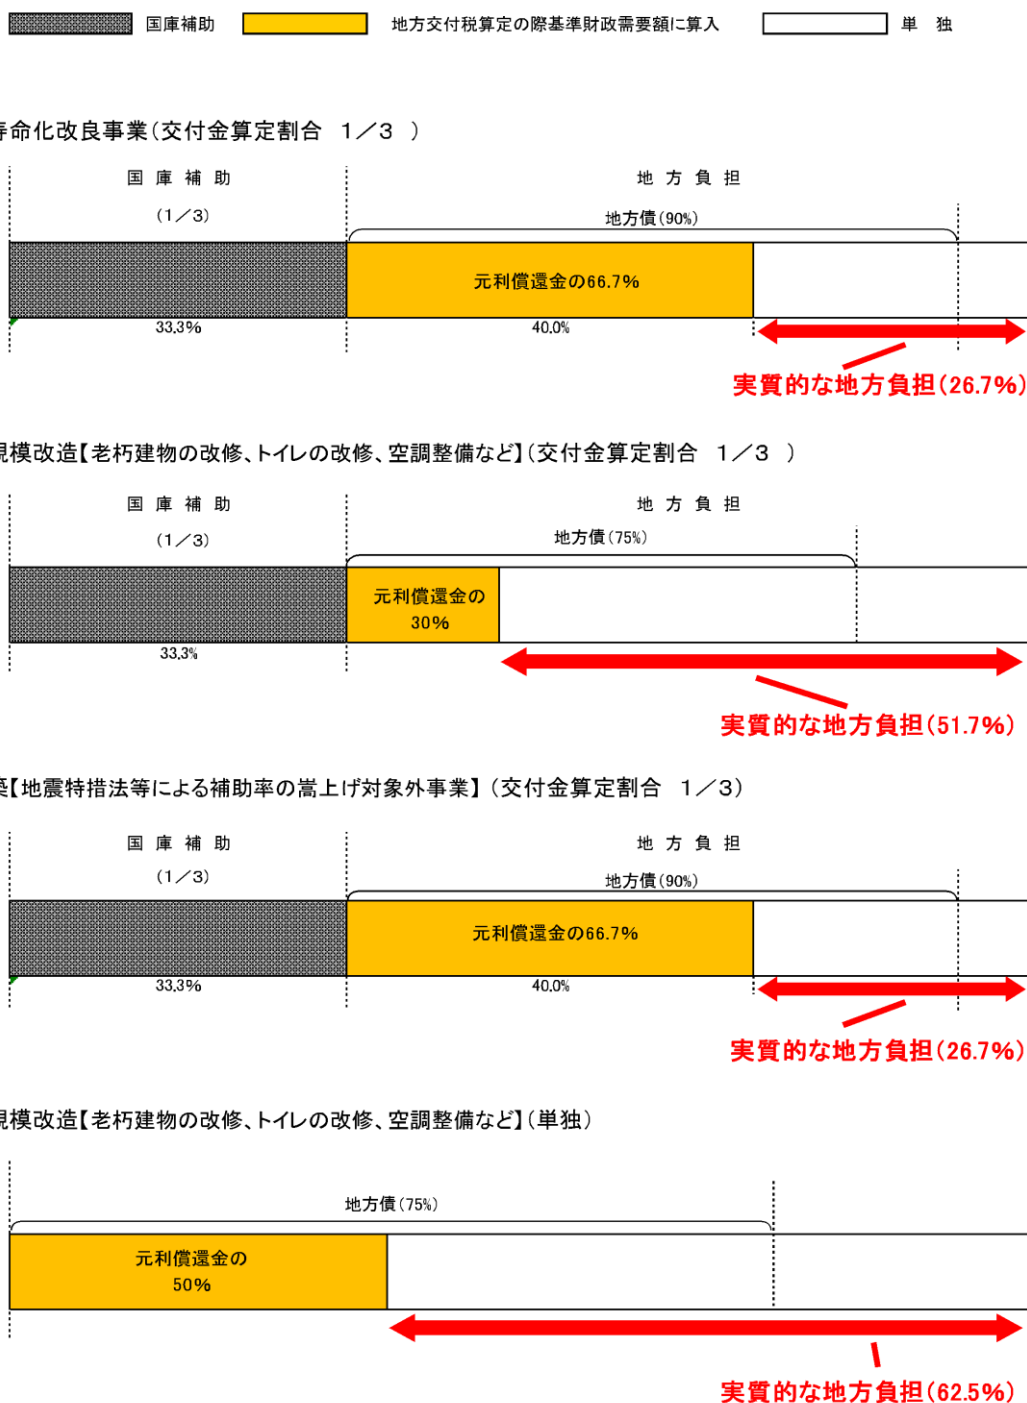 国庫補助 地方交付税算定の際基準財政需要額に算入 単 独
寿命化改良事業(交付金算定割合 1／3 )
国 庫 補 助 地 方 負 担
(1／3) 地方債(90%)
元利償還金の66.7%
33.3% 40.0%
実質的な地方負担(26.7%)
規模改造【老朽建物の改修、トイレの改修、空調整備など】(交付金算定割合 1／3 )
国 庫 補 助 地 方 負 担
(1／3) 地方債(75%)
元利償還金の
30%
33.3%
実質的な地方負担(51.7%)
築【地震特措法等による補助率の嵩上げ対象外事業】(交付金算定割合 1／3)
国 庫 補 助 地 方 負 担
(1／3) 地方債(90%)
元利償還金の66.7%
33.3% 40.0%
実質的な地方負担(26.7%)
規模改造【老朽建物の改修、トイレの改修、空調整備など】(単独)
地方債(75%)
元利償還金の
50%
実質的な地方負担(62.5%)